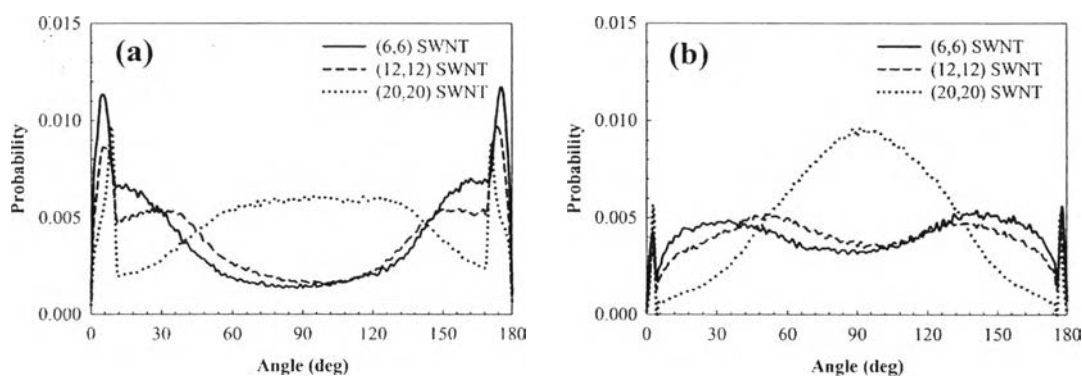 (a)
(6,6) SWNT
(12,12) SWNT
(20,20) SWNT
Probability
0.015
0.010
0.005
0.000
0 30 60 90 120 150 180
Angle (deg)
(b)
(6,6) SWNT
(12,12) SWNT
(20,20) SWNT
Probability
0.015
0.010
0.005
0.000
0 30 60 90 120 150 180
Angle (deg)